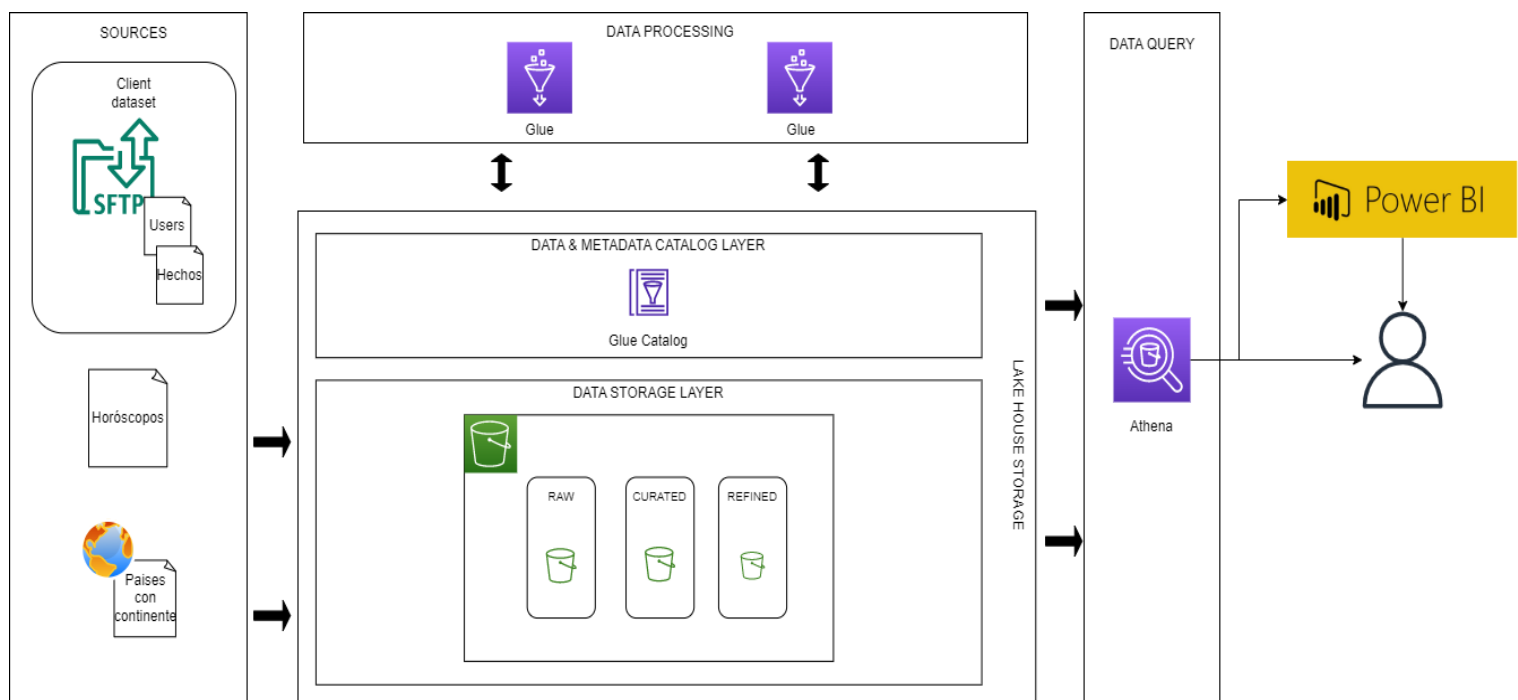 SOURCES
Client
dataset
SFTP
Users
Hechos
Horóscopos
Paises
con
continente
DATA PROCESSING
Glue
Glue
DATA & METADATA CATALOG LAYER
Glue Catalog
DATA STORAGE LAYER
RAW
CURATED
REFINED
LAKE HOUSE STORAGE
DATA QUERY
Athena
Power BI